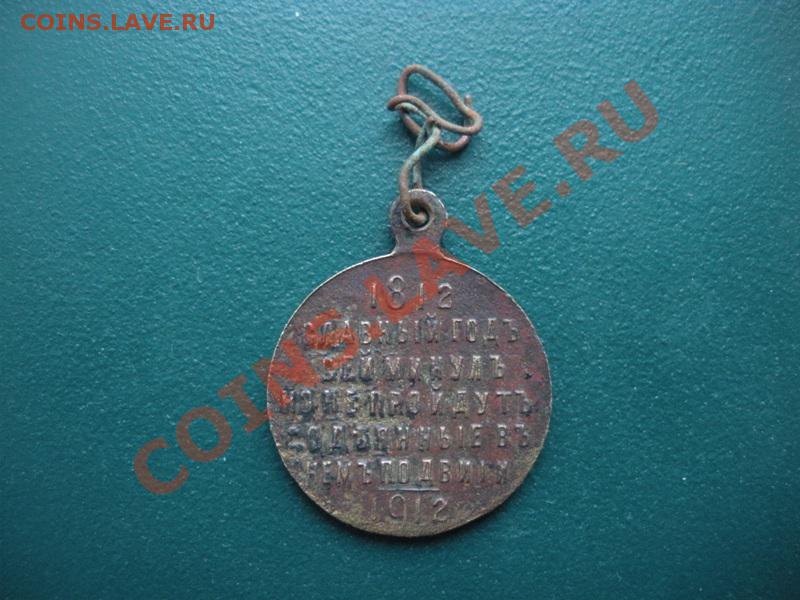 COINS.LAVE.RU
1812
СЛАВНЫЙ ГОДЪ
СЕЙ МИНУЛЪ,
НО НЕ ПРОЙДУТЪ
СОДѢЯННЫЕ ВЪ
НЕМЪ ПОДВИГИ
1912
COINS.LAVE.RU